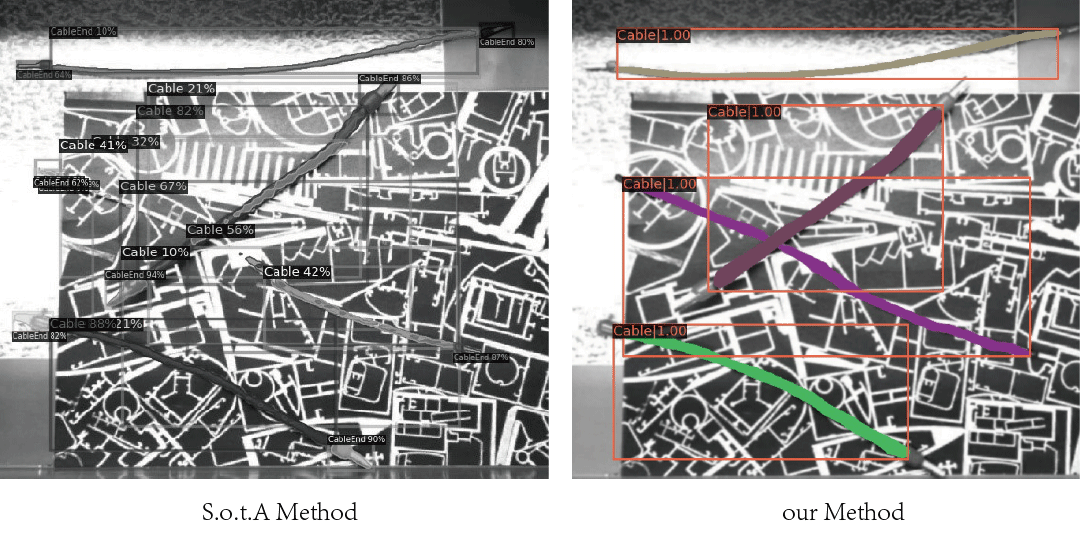 CableEnd 10%
CableEnd 80%
CableEnd 64%
CableEnd 86%
Cable 21%
Cable 82%
32%
Cable 41%
CableEnd 62%
Cable 67%
Cable 56%
Cable 10%
CableEnd 94%
Cable 42%
Cable 88%
21%
CableEnd 82%
CableEnd 87%
CableEnd 90%
Cable|1.00
Cable|1.00
Cable|1.00
Cable|1.00
S.o.t.A Method
our Method